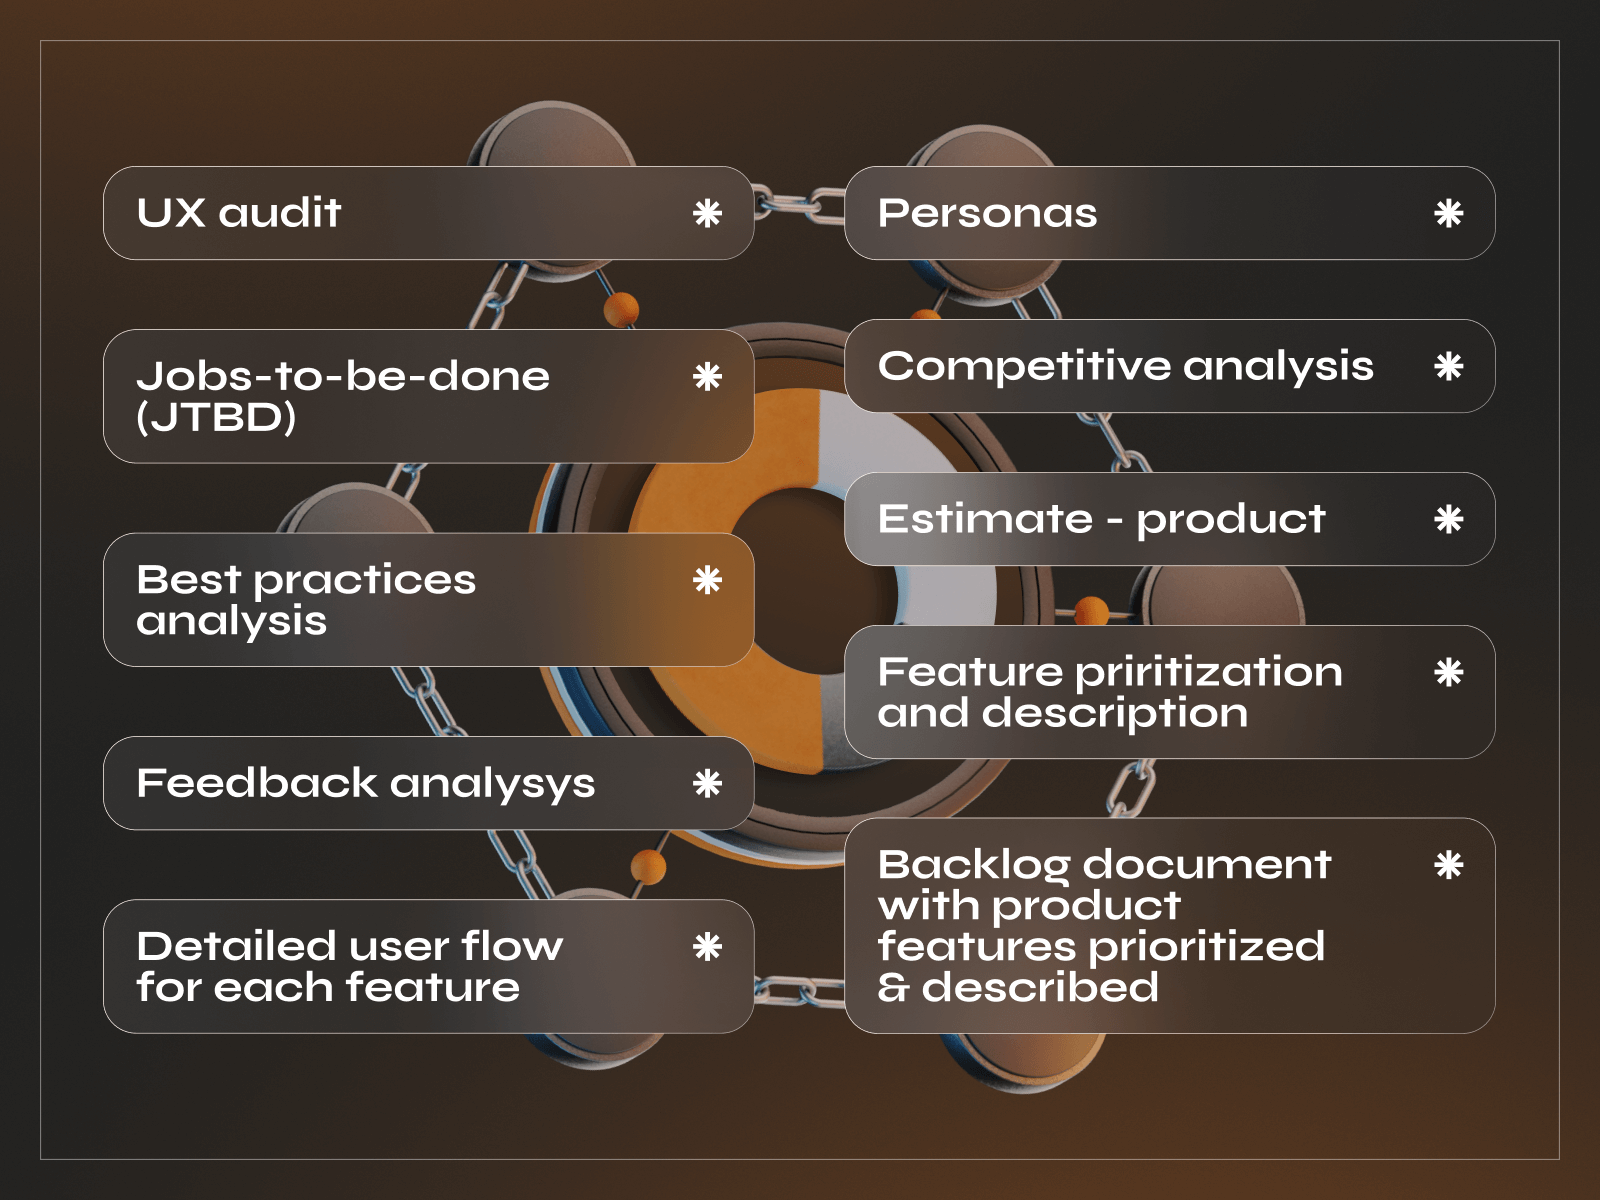 UX audit
Jobs-to-be-done
(JTBD)
Best practices
analysis
Feedback analysys
Detailed user flow
for each feature
Personas
Competitive analysis
Estimate - product
Feature priritization
and description
Backlog document
with product
features prioritized
& described